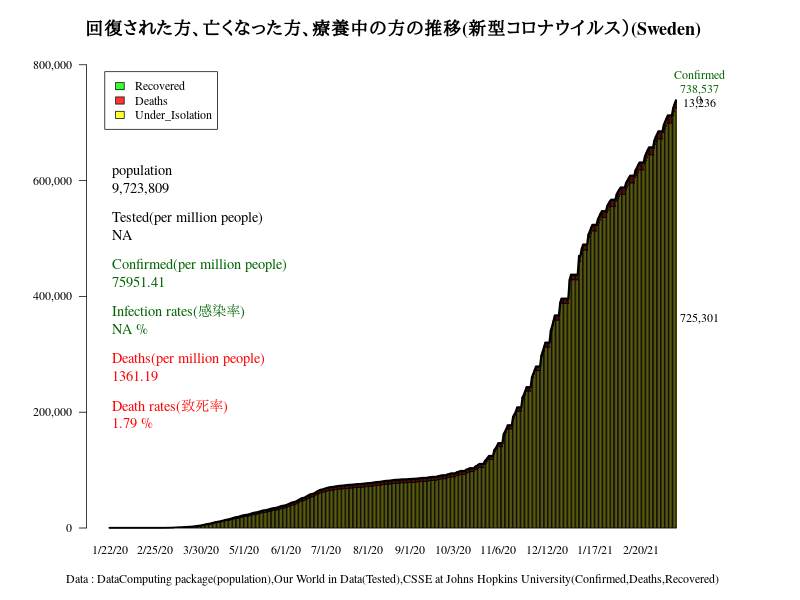 回復された方、亡くなった方、療養中の方の推移(新型コロナウイルス)(Sweden)
800,000
600,000
400,000
200,000
0
Recovered
Deaths
Under_Isolation
population
9,723,809
Tested(per million people)
NA
Confirmed(per million people)
75951.41
Infection rates(感染率)
NA %
Deaths(per million people)
1361.19
Death rates(致死率)
1.79 %
Confirmed
738,537
0
13,236
725,301
1/22/20 2/25/20 3/30/20 5/1/20 6/1/20 7/1/20 8/1/20 9/1/20 10/3/20 11/6/20 12/12/20 1/17/21 2/20/21
Data : DataComputing package(population),Our World in Data(Tested),CSSE at Johns Hopkins University(Confirmed,Deaths,Recovered)